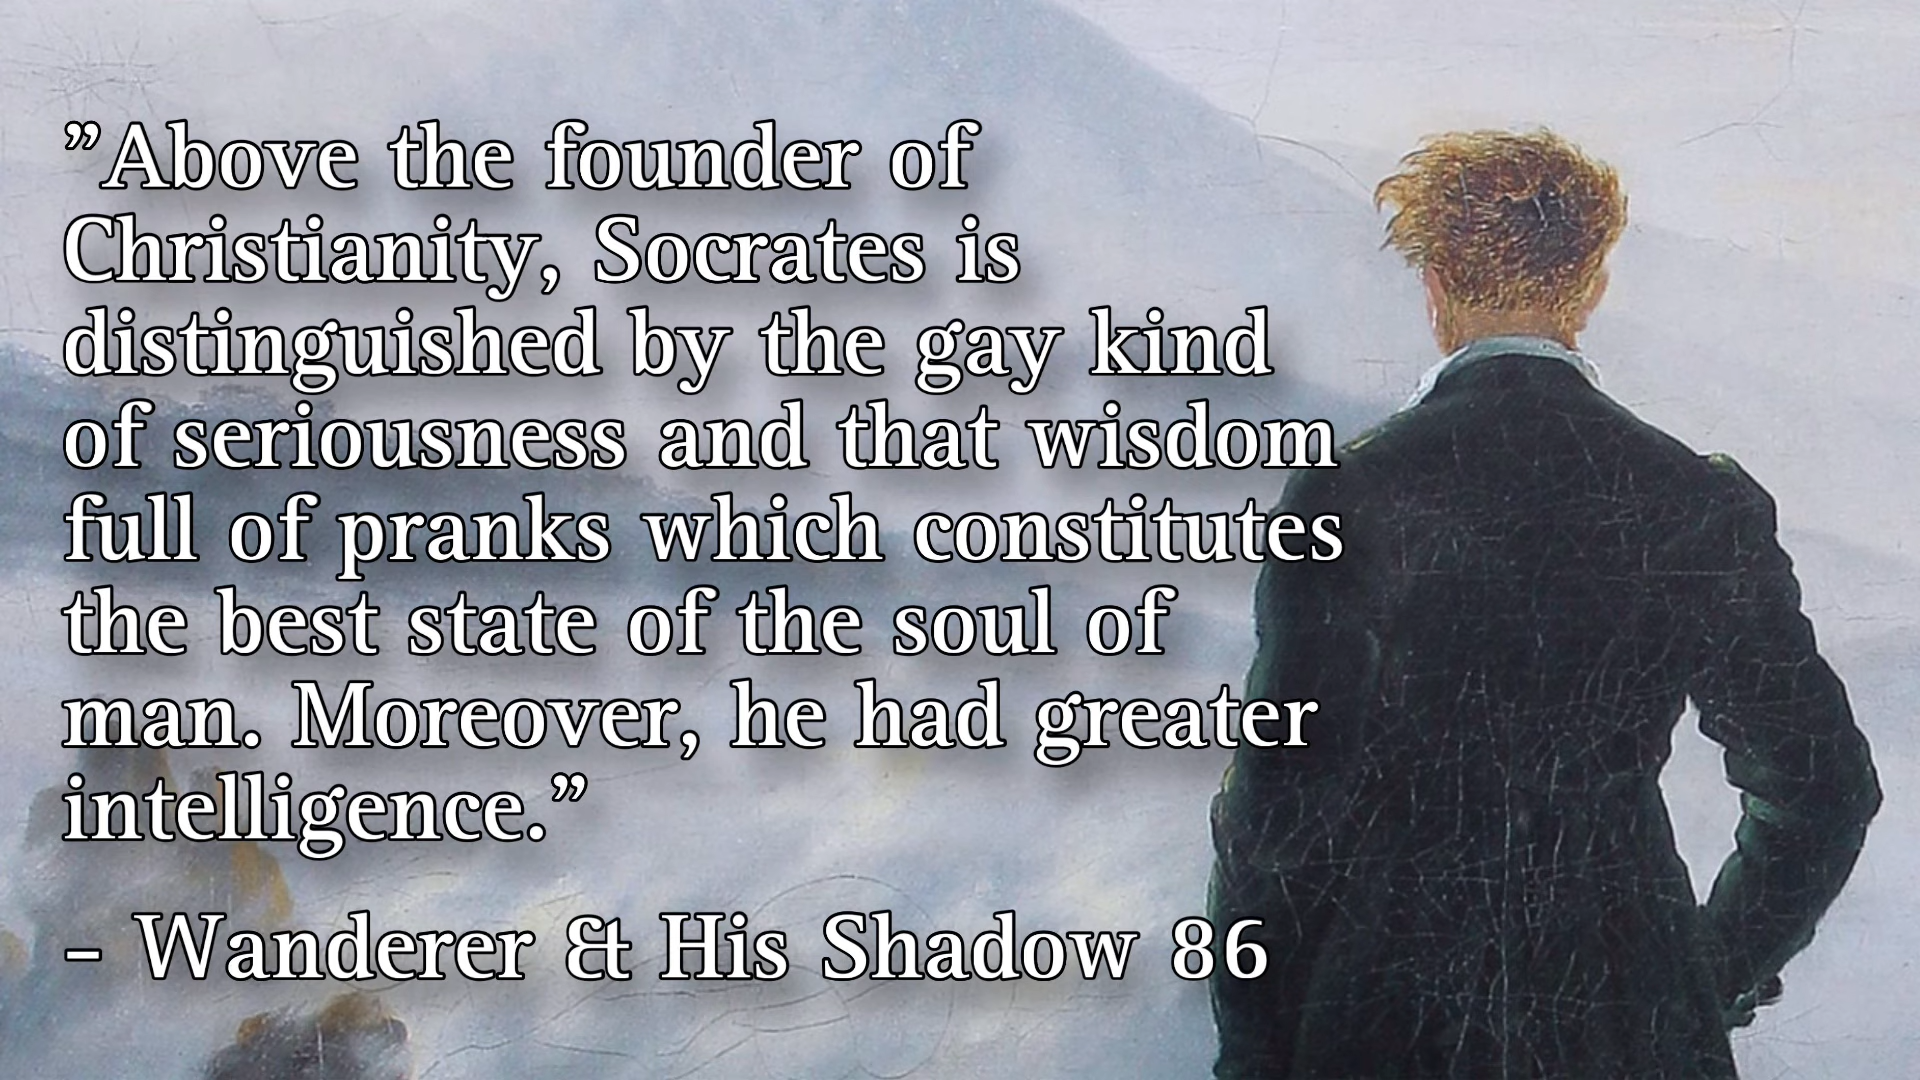 ”Above the founder of
Christianity, Socrates is
distinguished by the gay kind
of seriousness and that wisdom
full of pranks which constitutes
the best state of the soul of
man. Moreover, he had greater
intelligence.”
- Wanderer & His Shadow 86